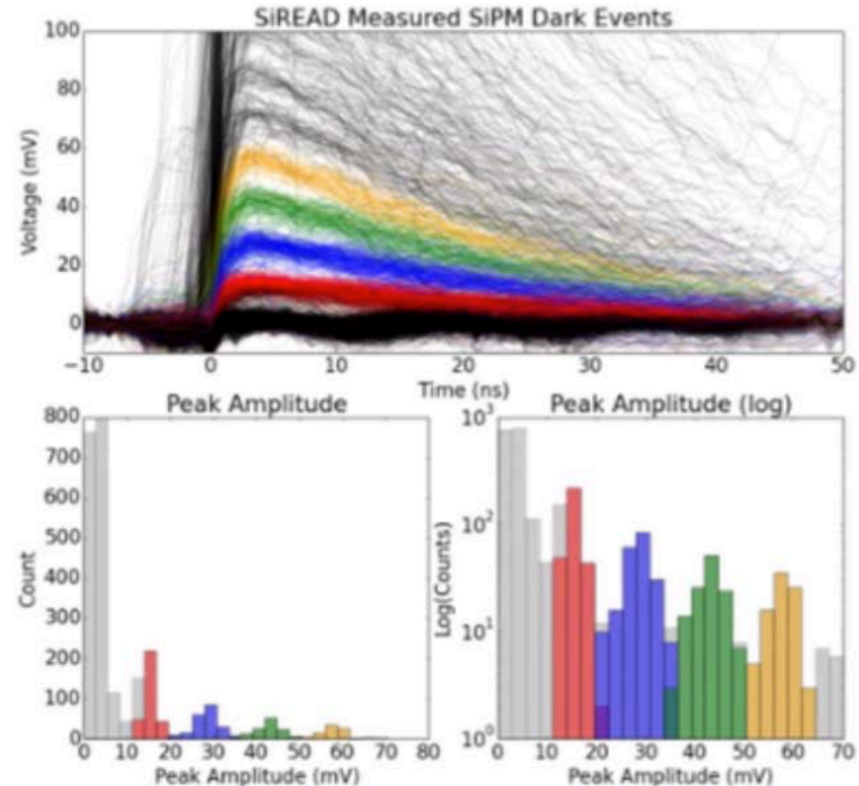 SiREAD Measured SiPM Dark Events
100
80
60
40
20
0
Voltage (mV)
−10 0 10 20 30 40 50
Time (ns)
Peak Amplitude
800
700
600
500
400
300
200
100
0
Count
0 10 20 30 40 50 60 70 80
Peak Amplitude (mV)
Peak Amplitude (log)
10³
10²
10¹
10⁰
Log(Counts)
0 10 20 30 40 50 60 70
Peak Amplitude (mV)